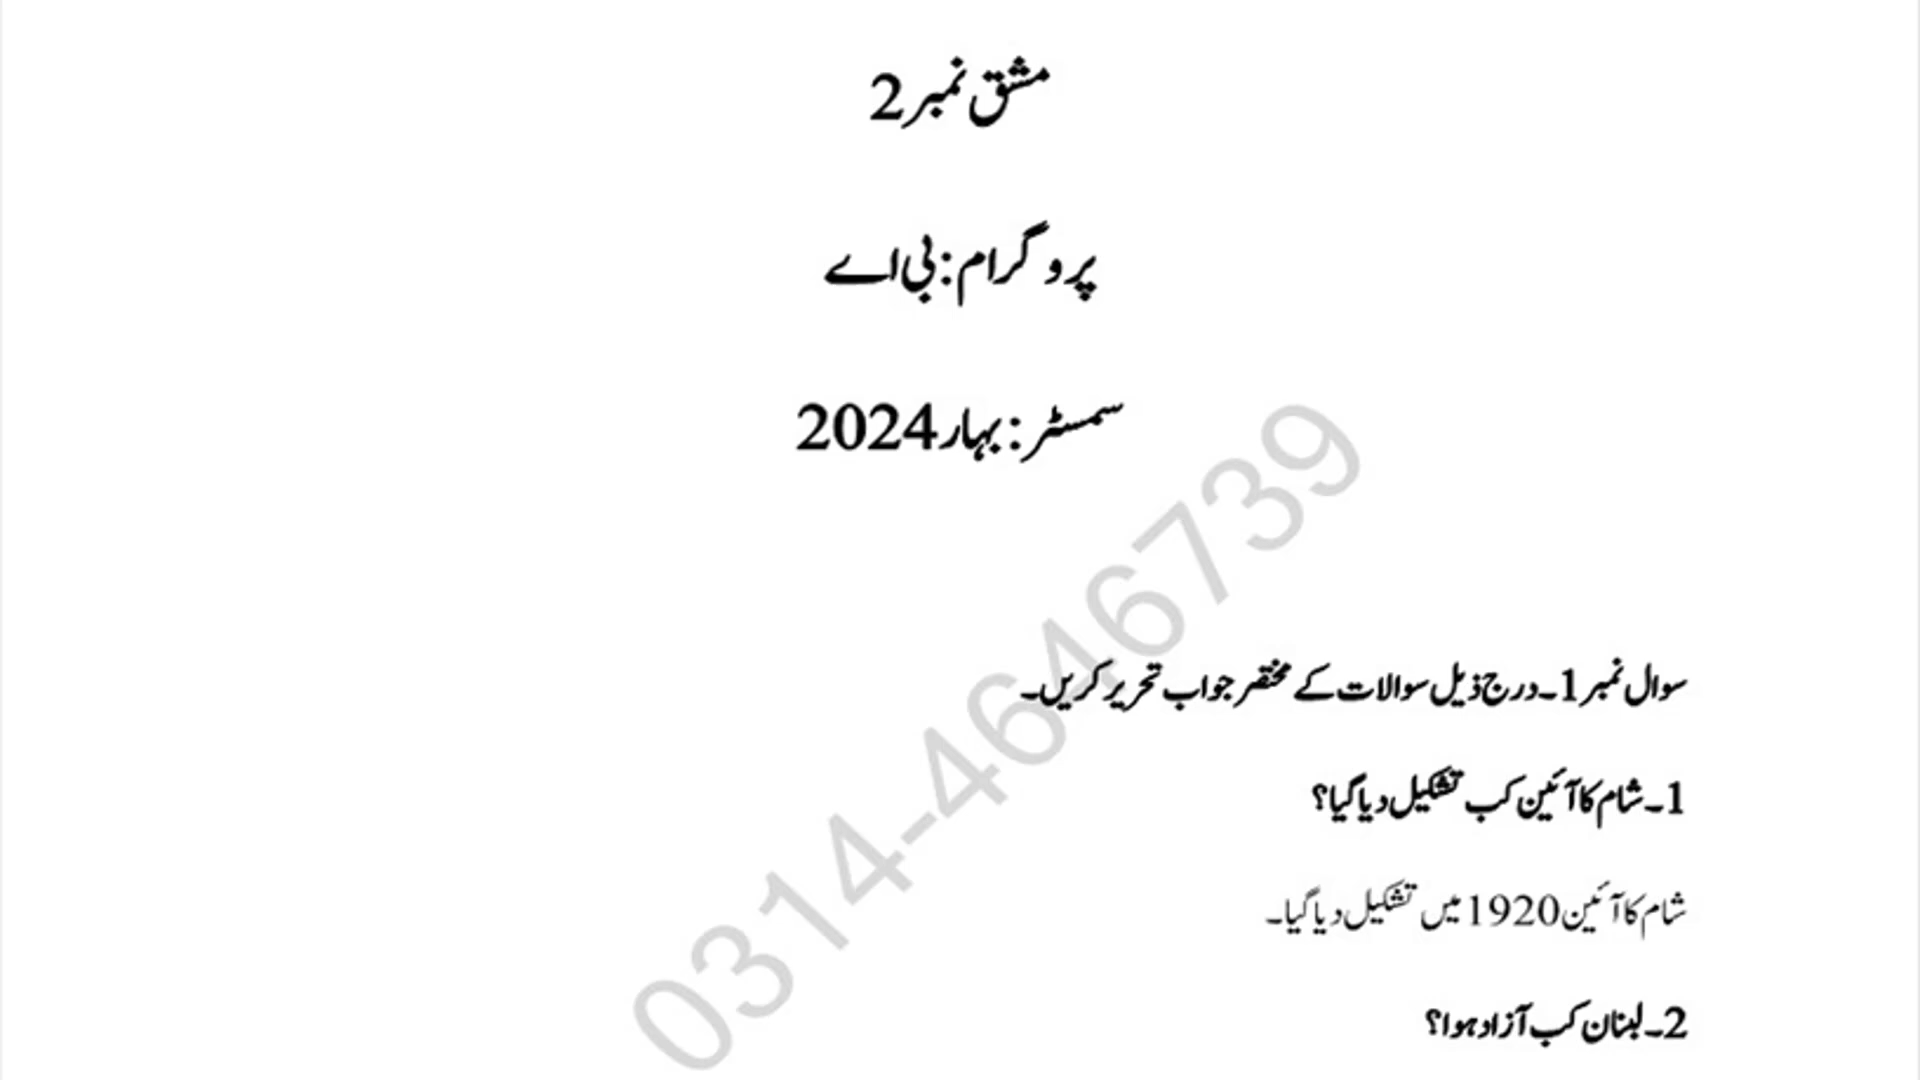 مشق نمبر 2
پروگرام: بی اے
سمسٹر: بہار 2024
سوال نمبر 1۔ درج ذیل سوالات کے مختصر جواب تحریر کریں۔
1۔ شام کا آئین کب تشکیل دیا گیا؟
شام کا آئین 1920 میں تشکیل دیا گیا۔
2۔ لبنان کب آزاد ہوا؟
0314-4646739